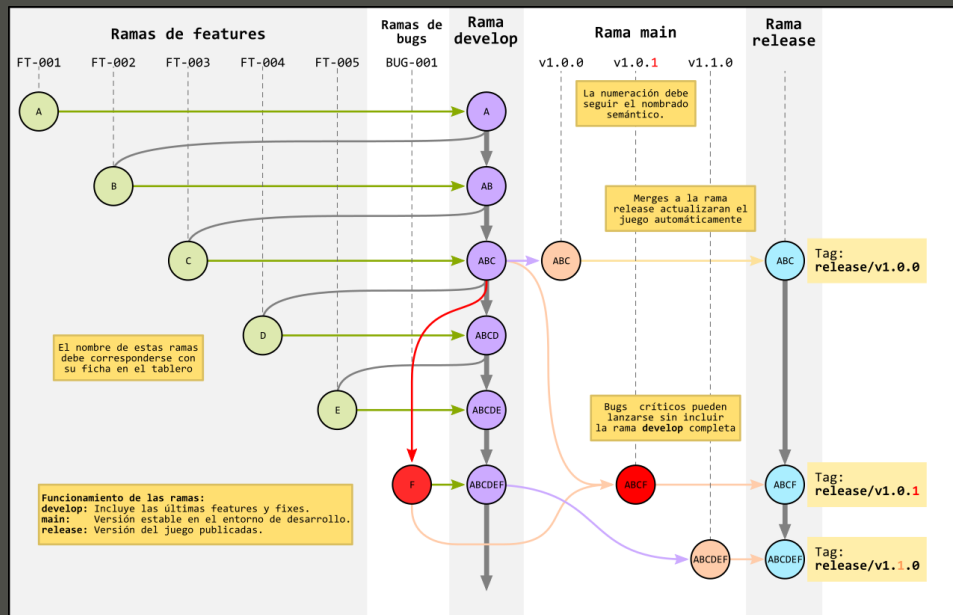 Ramas de features
Ramas de
bugs
Rama
develop
Rama main
Rama
release
FT-001
FT-002
FT-003
FT-004
FT-005
BUG-001
v1.0.0
v1.0.1
v1.1.0
La numeración debe
seguir el nombrado
semántico.
A
A
B
AB
Merges a la rama
release actualizaran el
juego automáticamente
C
ABC
ABC
ABC
Tag:
release/v1.0.0
D
ABCD
El nombre de estas ramas
debe corresponderse con
su ficha en el tablero
E
ABCDE
Bugs críticos pueden
lanzarse sin incluir
la rama develop completa
F
ABCDEF
ABCF
ABCF
Tag:
release/v1.0.1
Funcionamiento de las ramas:
develop: Incluye las últimas features y fixes.
main: Versión estable en el entorno de desarrollo.
release: Versión del juego publicadas.
ABCDEF
ABCDEF
Tag:
release/v1.1.0